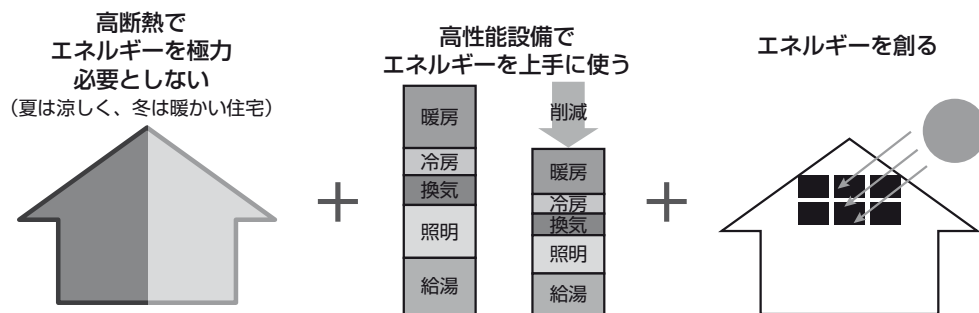 高断熱で
エネルギーを極力
必要としない
（夏は涼しく、冬は暖かい住宅）
高性能設備で
エネルギーを上手に使う
暖房
冷房
換気
照明
給湯
削減
暖房
冷房
換気
照明
給湯
エネルギーを創る